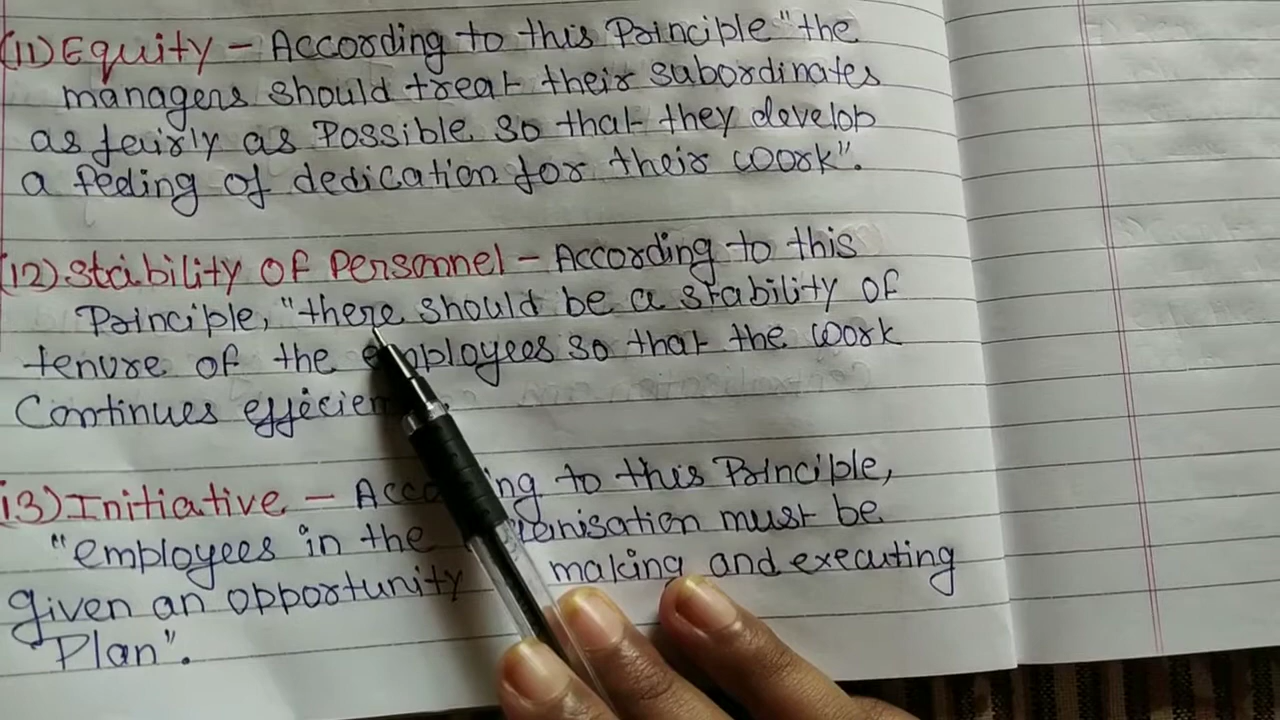 (11) Equity - According to this Principle "the
managers should treat their subordinates
as fairly as Possible so that they develop
a feeling of dedication for their work".
(12) Stability Of Personnel - According to this
Principle, "there should be a stability of
tenure of the employees so that the work
Continues
(13) Initiative - According to this Principle,
"employees in the organisation must be
given an opportunity making and executing
Plan".